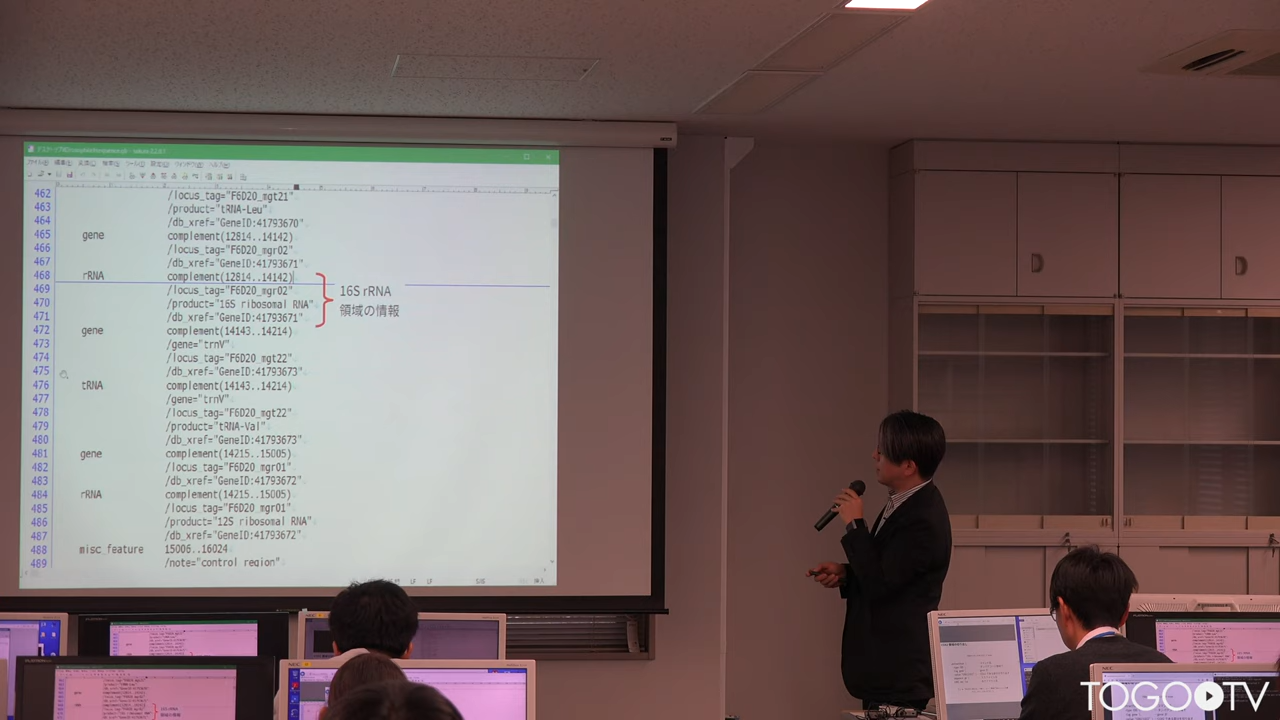 462 /locus_tag="F6D20_mgt21"
463 /product="tRNA-Leu"
464 /db_xref="GeneID:41793670"
465 gene complement(12814..14142)
466 /locus_tag="F6D20_mgr02"
467 /db_xref="GeneID:41793671"
468 rRNA complement(12814..14142)
469 /locus_tag="F6D20_mgr02"
470 /product="16S ribosomal RNA"
471 /db_xref="GeneID:41793671"
16S rRNA
領域の情報
472 gene complement(14143..14214)
473 /gene="trnV"
474 /locus_tag="F6D20_mgt22"
475 /db_xref="GeneID:41793673"
476 tRNA complement(14143..14214)
477 /gene="trnV"
478 /locus_tag="F6D20_mgt22"
479 /product="tRNA-Val"
480 /db_xref="GeneID:41793673"
481 gene complement(14215..15005)
482 /locus_tag="F6D20_mgr01"
483 /db_xref="GeneID:41793672"
484 rRNA complement(14215..15005)
485 /locus_tag="F6D20_mgr01"
486 /product="12S ribosomal RNA"
487 /db_xref="GeneID:41793672"
488 misc_feature 15006..16024
489 /note="control region"
TOGOTV